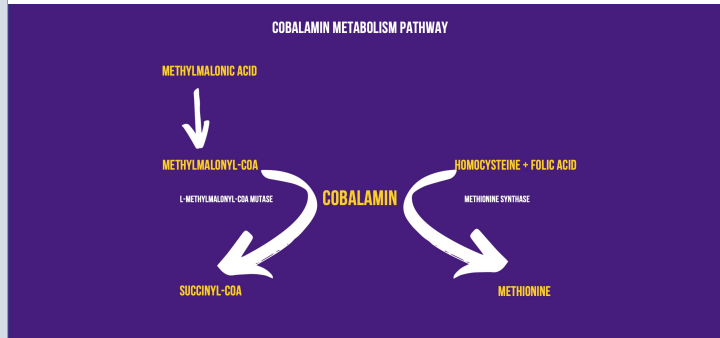 COBALAMIN METABOLISM PATHWAY
METHYLMALONIC ACID
METHYLMALONYL-COA
HOMOCYSTEINE + FOLIC ACID
L-METHYLMALONYL-COA MUTASE
COBALAMIN
METHIONINE SYNTHASE
SUCCINYL-COA
METHIONINE